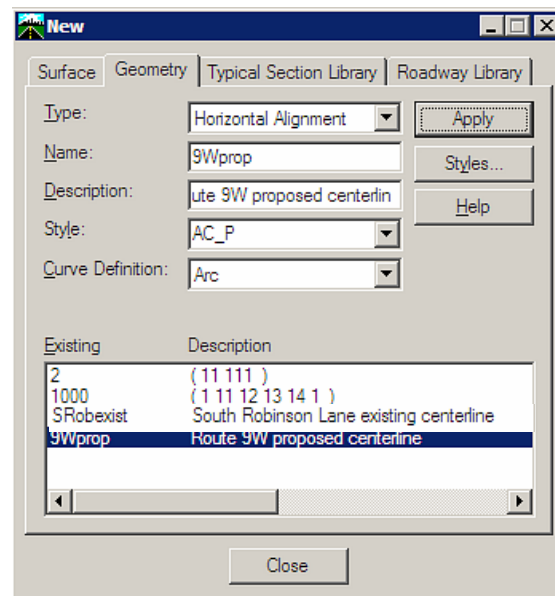 New
Surface Geometry Typical Section Library Roadway Library
Type: Horizontal Alignment Apply
Name: 9Wprop Styles...
Description: ute 9W proposed centerlin Help
Style: AC_P
Curve Definition: Arc
Existing Description
2 ( 11 111 )
1000 ( 1 11 12 13 14 1 )
SRobexist South Robinson Lane existing centerline
9Wprop Route 9W proposed centerline
Close